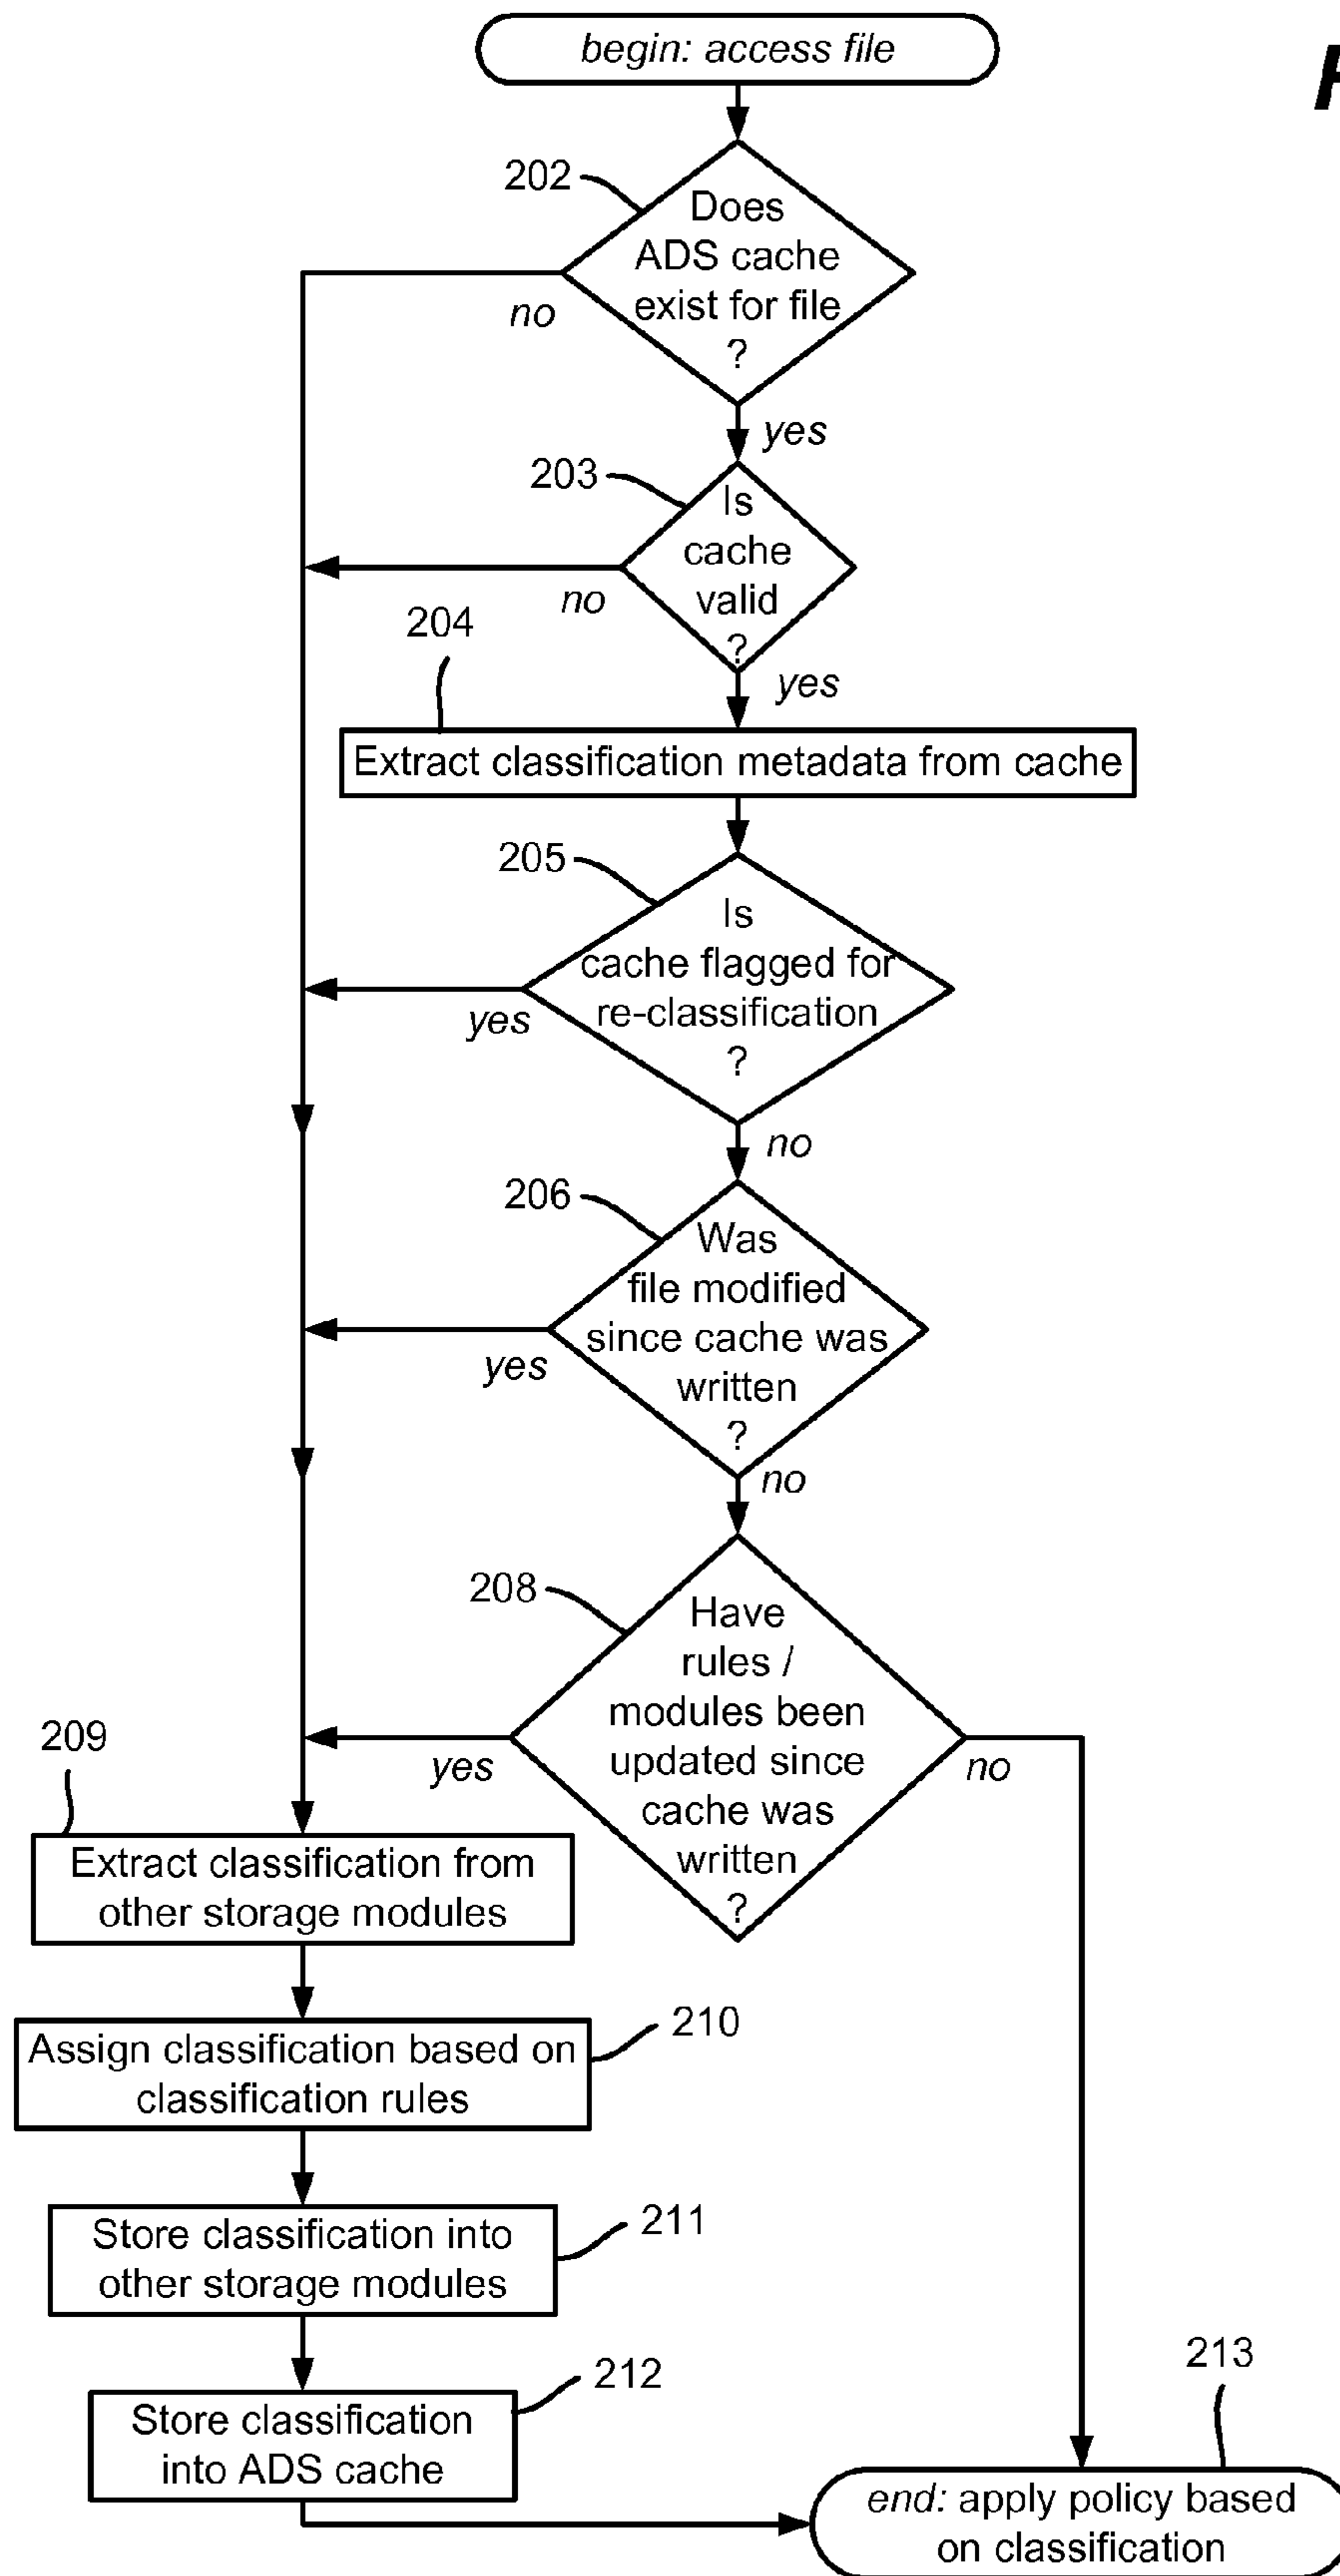 begin: access file
202
Does
ADS cache
exist for file
?
no
yes
203
Is
cache
valid
?
no
yes
204
Extract classification metadata from cache
205
Is
cache flagged for
re-classification
?
yes
no
206
Was
file modified
since cache was
written
?
yes
no
208
Have
rules /
modules been
updated since
cache was
written
?
yes
no
209
Extract classification from
other storage modules
210
Assign classification based on
classification rules
211
Store classification into
other storage modules
212
Store classification
into ADS cache
213
end: apply policy based
on classification